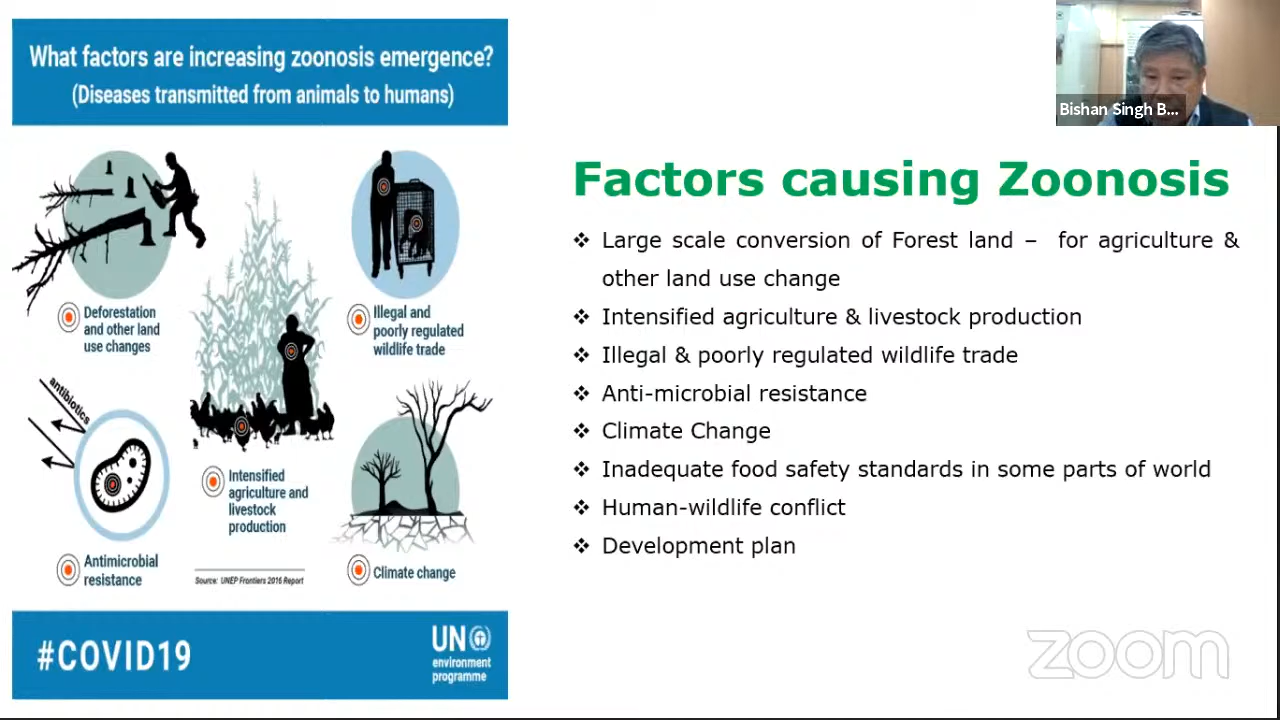 What factors are increasing zoonosis emergence?
(Diseases transmitted from animals to humans)
Deforestation
and other land
use changes
Illegal and
poorly regulated
wildlife trade
antibiotics
Intensified
agriculture and
livestock
production
Antimicrobial
resistance
Source: UNEP Frontiers 2016 Report
Climate change
#COVID19
UN
environment
programme
Bishan Singh B...
Factors causing Zoonosis
❖ Large scale conversion of Forest land – for agriculture &
other land use change
❖ Intensified agriculture & livestock production
❖ Illegal & poorly regulated wildlife trade
❖ Anti-microbial resistance
❖ Climate Change
❖ Inadequate food safety standards in some parts of world
❖ Human-wildlife conflict
❖ Development plan
zoom